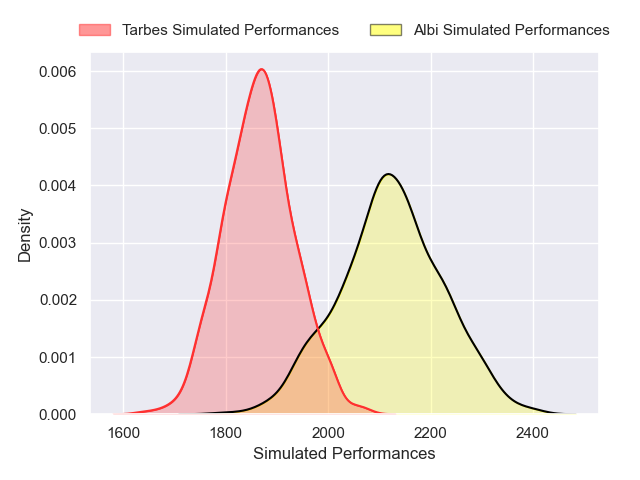 Tarbes Simulated Performances Albi Simulated Performances
0.006
0.005
0.004
0.003
0.002
0.001
0.000
Density
1600 1800 2000 2200 2400
Simulated Performances